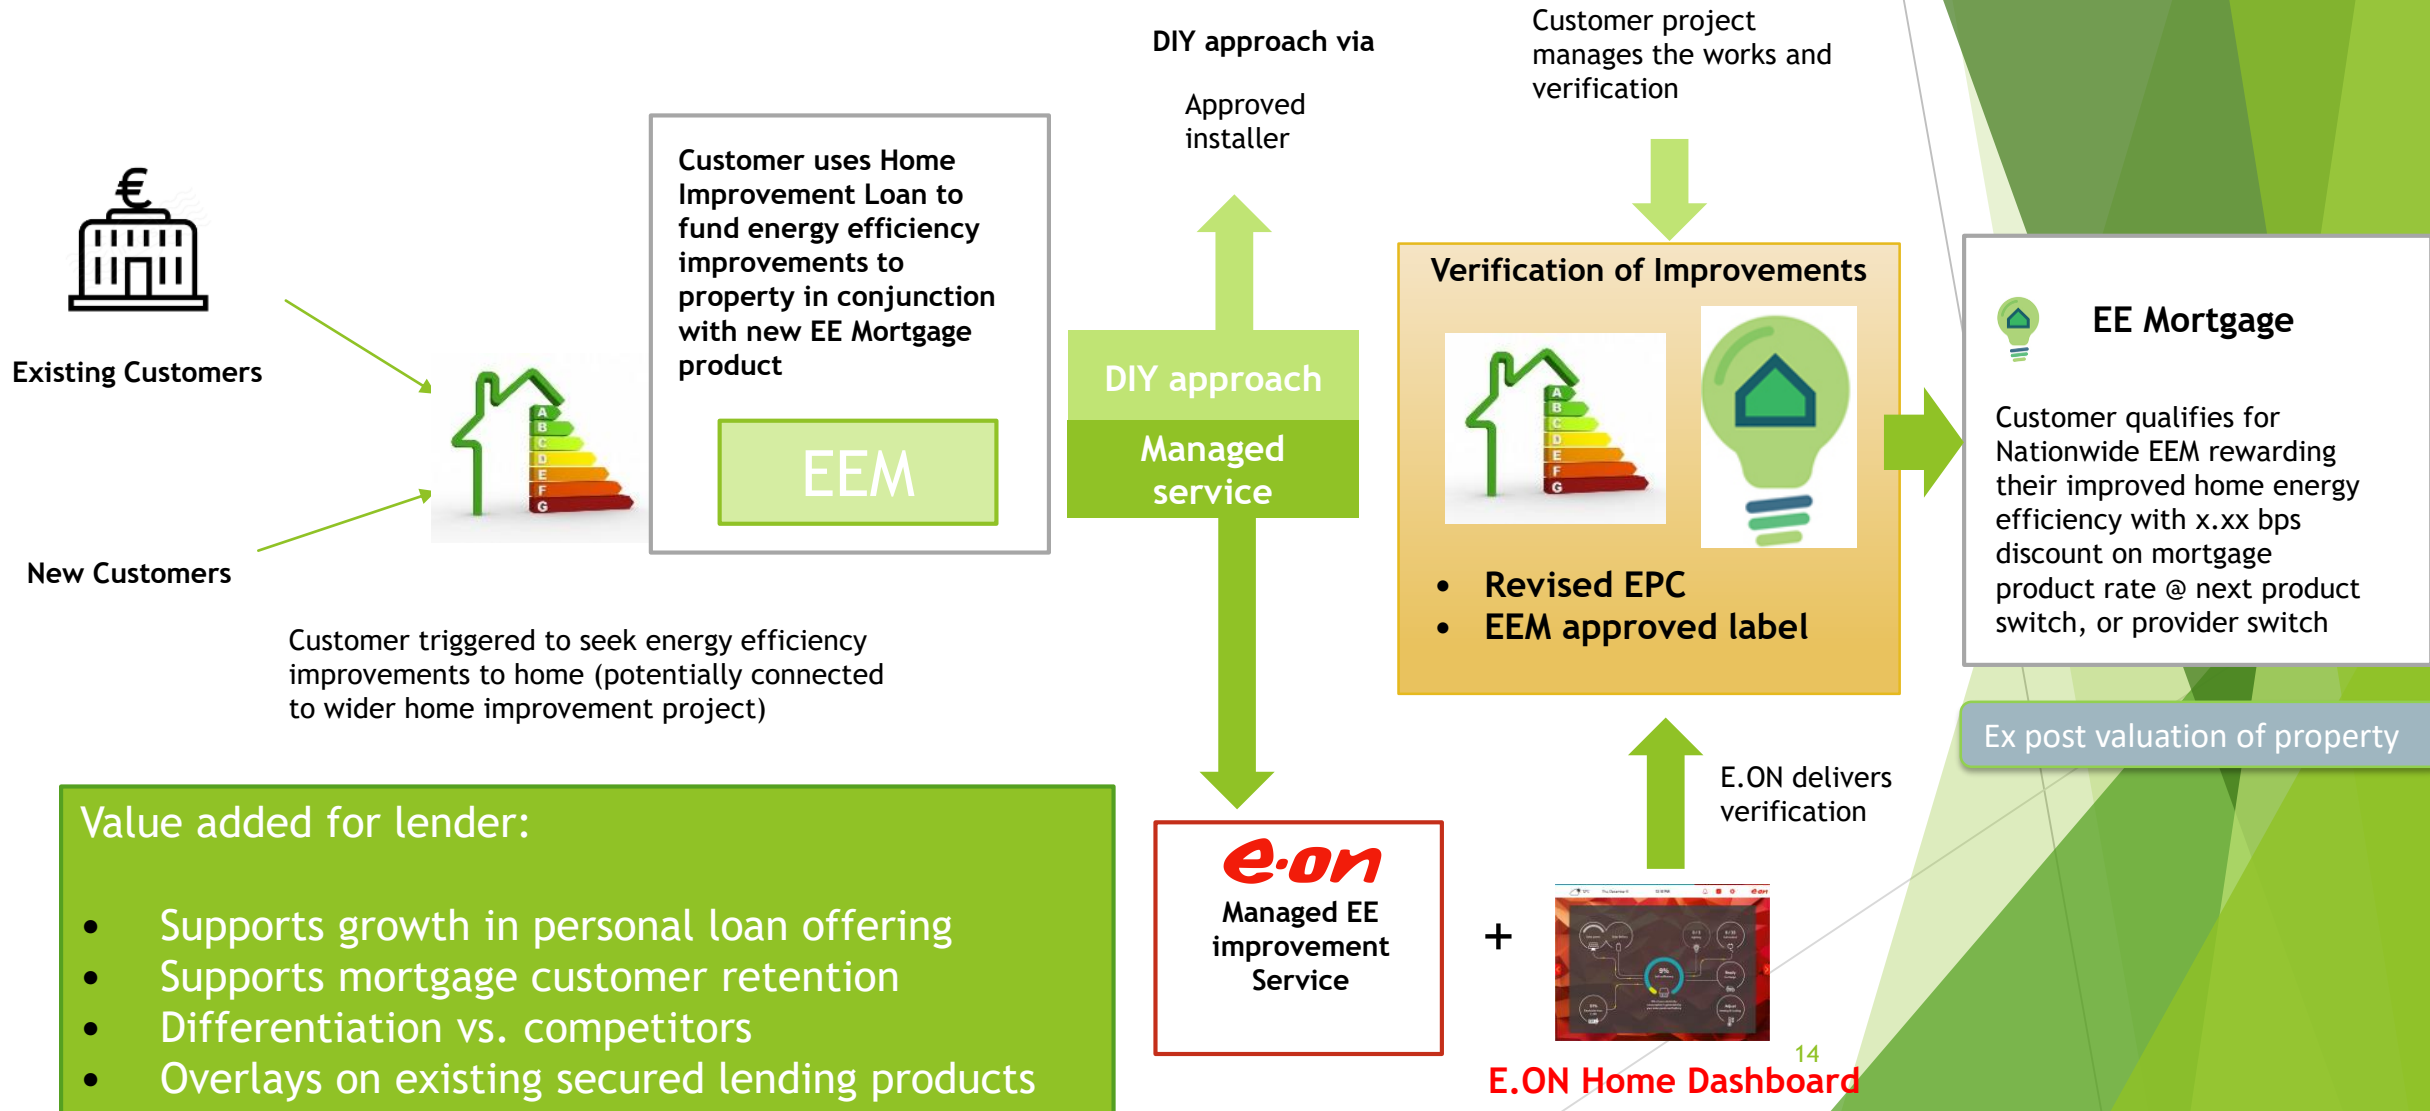 Existing Customers
New Customers
A
B
C
D
E
F
G
Customer triggered to seek energy efficiency
improvements to home (potentially connected
to wider home improvement project)
Customer uses Home
Improvement Loan to
fund energy efficiency
improvements to
property in conjunction
with new EE Mortgage
product
EEM
DIY approach via
Approved
installer
DIY approach
Managed
service
Customer project
manages the works and
verification
Verification of Improvements
A
B
C
D
E
F
G
• Revised EPC
• EEM approved label
EE Mortgage
Customer qualifies for
Nationwide EEM rewarding
their improved home energy
efficiency with x.xx bps
discount on mortgage
product rate @ next product
switch, or provider switch
Ex post valuation of property
Value added for lender:
• Supports growth in personal loan offering
• Supports mortgage customer retention
• Differentiation vs. competitors
• Overlays on existing secured lending products
e·on
Managed EE
improvement
Service
+
E.ON delivers
verification
e·on
9%
14
E.ON Home Dashboard